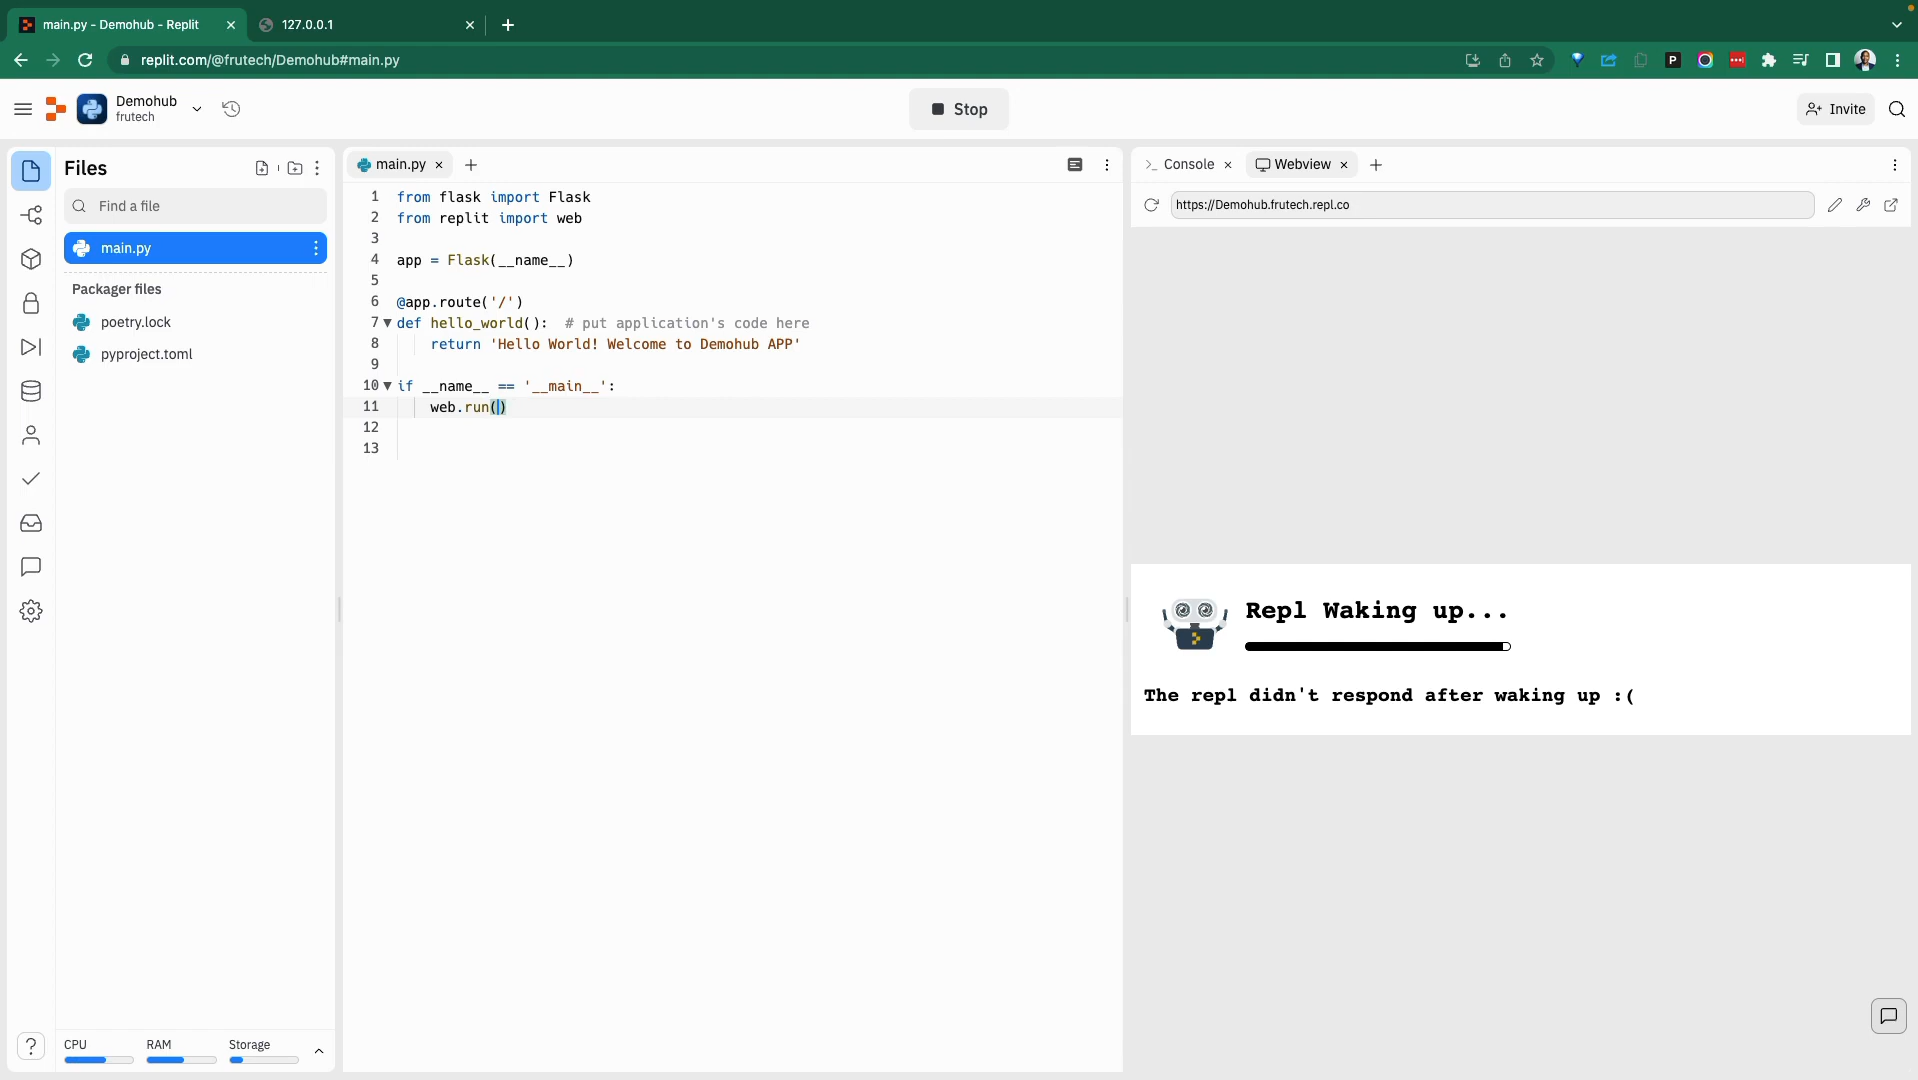 main.py - Demohub - Replit
127.0.0.1
replit.com/@frutech/Demohub#main.py
P
Demohub
frutech
Stop
Invite
Files
Find a file
main.py
Packager files
poetry.lock
pyproject.toml
CPU
RAM
Storage
main.py
1 from flask import Flask
2 from replit import web
3
4 app = Flask(__name__)
5
6 @app.route('/')
7 def hello_world():  # put application's code here
8     return 'Hello World! Welcome to Demohub APP'
9
10 if __name__ == '__main__':
11     web.run()
12
13
Console
Webview
https://Demohub.frutech.repl.co
Repl Waking up...
The repl didn't respond after waking up :(